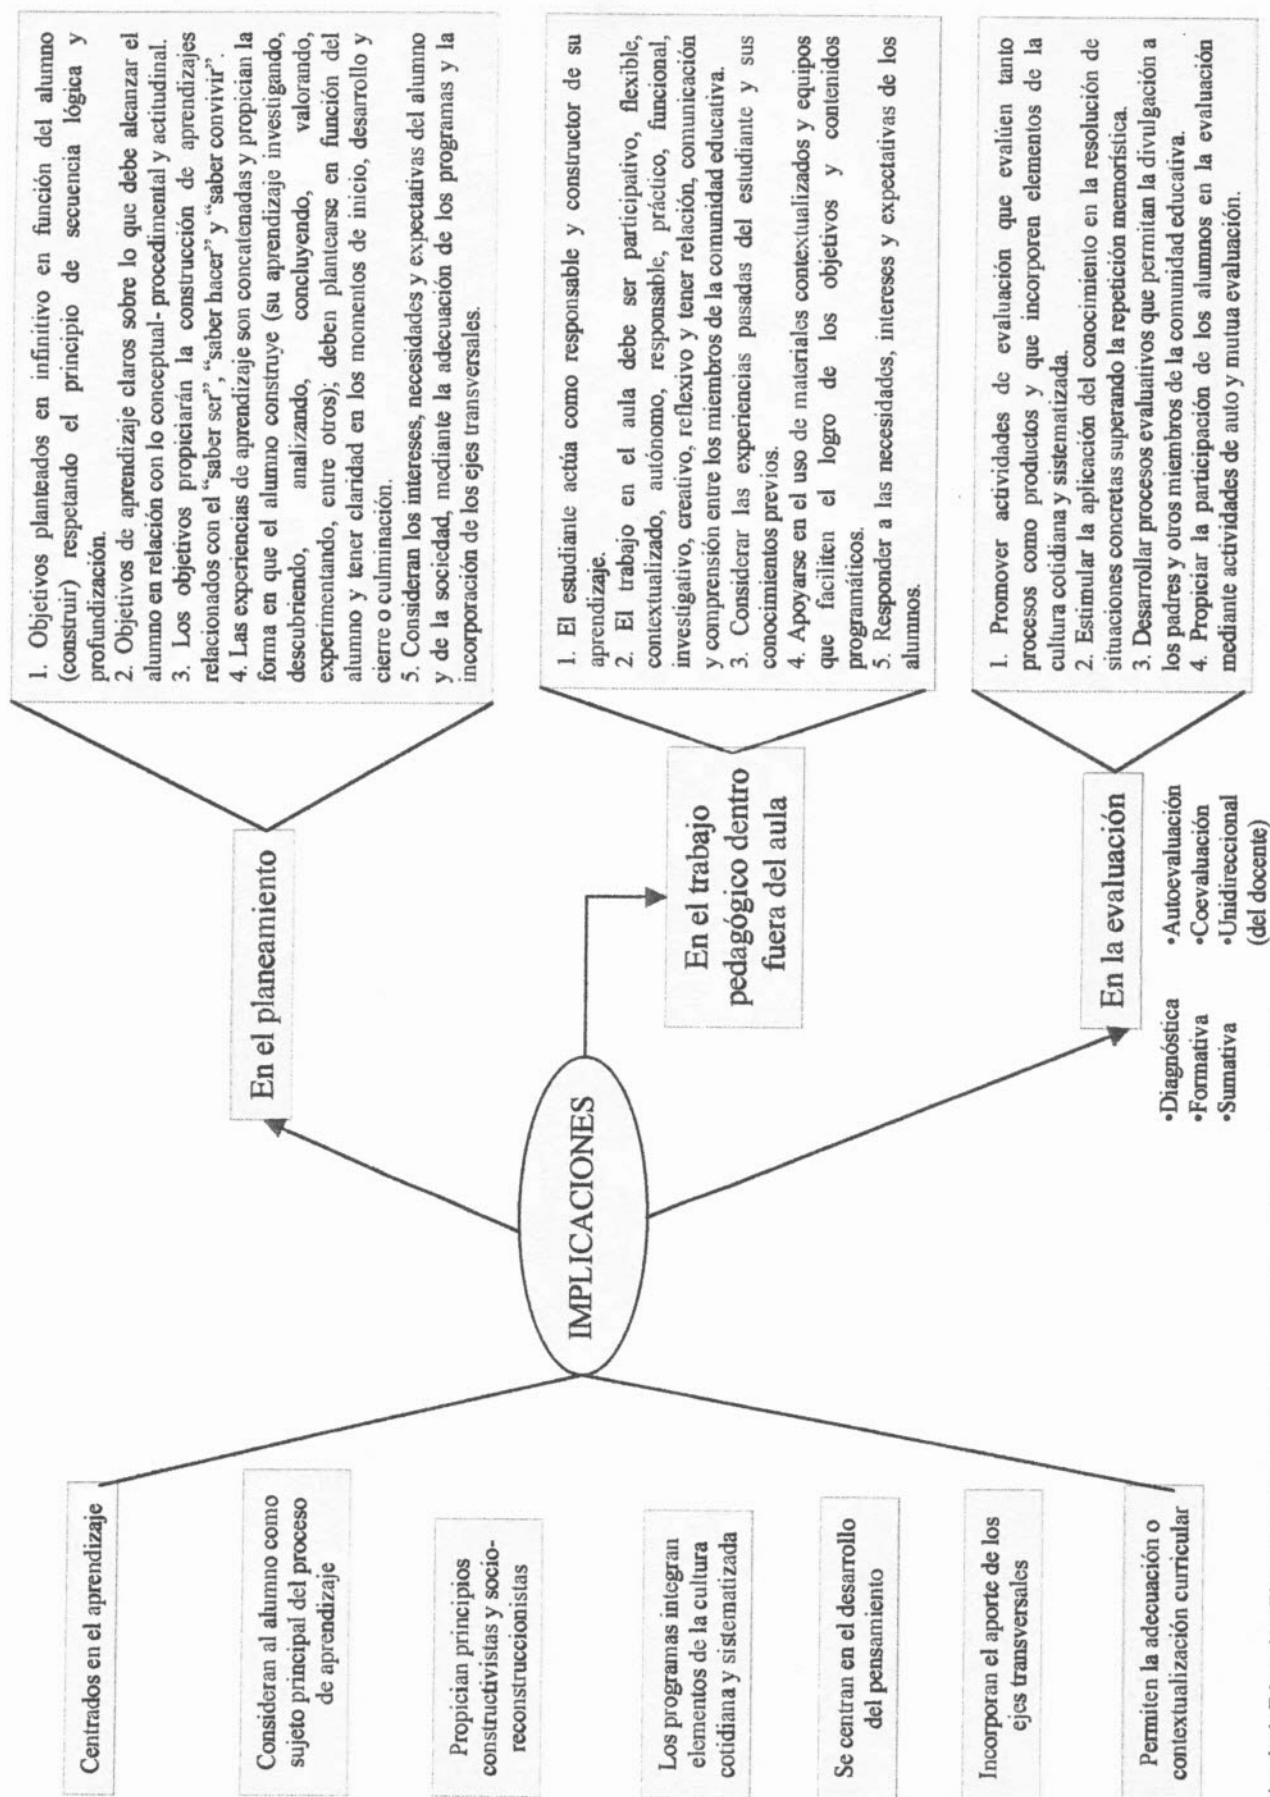 Centrados en el aprendizaje
Consideran al alumno como
sujeto principal del proceso
de aprendizaje
Propician principios
constructivistas y socio-
reconstruccionistas
Los programas integran
elementos de la cultura
cotidiana y sistematizada
Se centran en el desarrollo
del pensamiento
Incorporan el aporte de los
ejes transversales
Permiten la adecuación o
contextualización curricular
IMPLICACIONES
En el planeamiento
1. Objetivos planteados en infinitivo en función del alumno
(construir) respetando el principio de secuencia lógica y
profundización.
2. Objetivos de aprendizaje claros sobre lo que debe alcanzar el
alumno en relación con lo conceptual- procedimental y actitudinal.
3. Los objetivos propiciarán la construcción de aprendizajes
relacionados con el "saber ser", "saber hacer" y "saber convivir".
4. Las experiencias de aprendizaje son concatenadas y propician la
forma en que el alumno construye (su aprendizaje investigando,
descubriendo, analizando, concluyendo, valorando,
experimentando, entre otros); deben plantearse en función del
alumno y tener claridad en los momentos de inicio, desarrollo y
cierre o culminación.
5. Consideran los intereses, necesidades y expectativas del alumno
y de la sociedad, mediante la adecuación de los programas y la
incorporación de los ejes transversales.
En el trabajo
pedagógico dentro
fuera del aula
1. El estudiante actúa como responsable y constructor de su
aprendizaje.
2. El trabajo en el aula debe ser participativo, flexible,
contextualizado, autónomo, responsable, práctico, funcional,
investigativo, creativo, reflexivo y tener relación, comunicación
y comprensión entre los miembros de la comunidad educativa.
3. Considerar las experiencias pasadas del estudiante y sus
conocimientos previos.
4. Apoyarse en el uso de materiales contextualizados y equipos
que faciliten el logro de los objetivos y contenidos
programáticos.
5. Responder a las necesidades, intereses y expectativas de los
alumnos.
En la evaluación
•Diagnóstica
•Formativa
•Sumativa
•Autoevaluación
•Coevaluación
•Unidireccional
(del docente)
1. Promover actividades de evaluación que evalúen tanto
procesos como productos y que incorporen elementos de la
cultura cotidiana y sistematizada.
2. Estimular la aplicación del conocimiento en la resolución de
situaciones concretas superando la repetición memorística.
3. Desarrollar procesos evaluativos que permitan la divulgación a
los padres y otros miembros de la comunidad educativa.
4. Propiciar la participación de los alumnos en la evaluación
mediante actividades de auto y mutua evaluación.